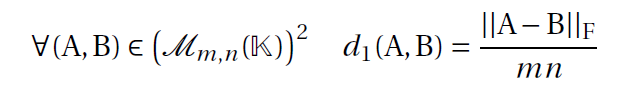 ∀(A,B) ∈ (ℳ_{m,n}(𝕂))² d₁(A,B) = ||A − B||_F / mn